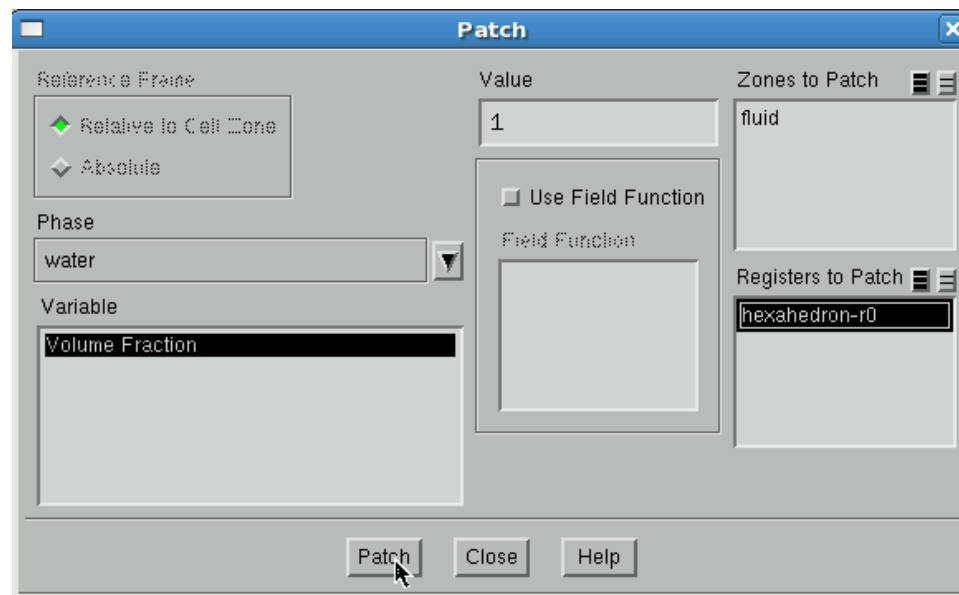 Patch
Reference Frame
Relative to Cell Zone
Absolute
Phase
water
Variable
Volume Fraction
Value
1
Use Field Function
Field Function
Zones to Patch
fluid
Registers to Patch
hexahedron-r0
Patch
Close
Help